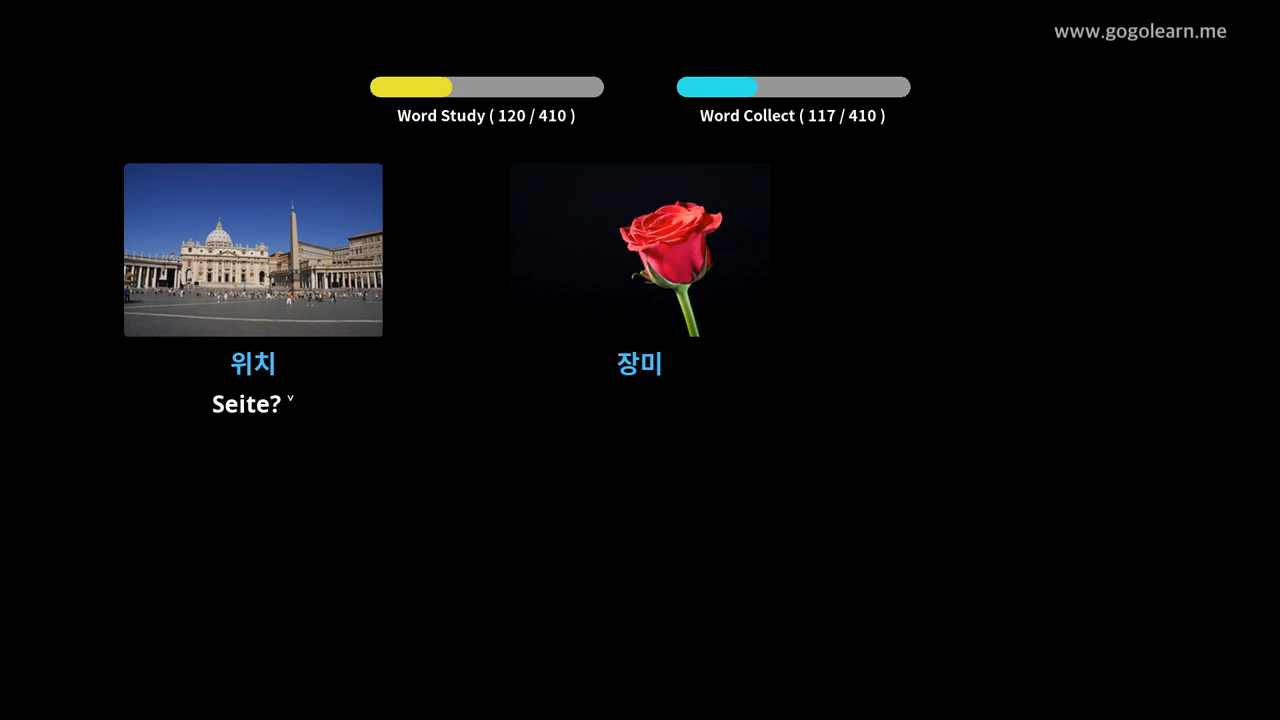 www.gogolearn.me
Word Study ( 120 / 410 )
Word Collect ( 117 / 410 )
위치
장미
Seite? ˅